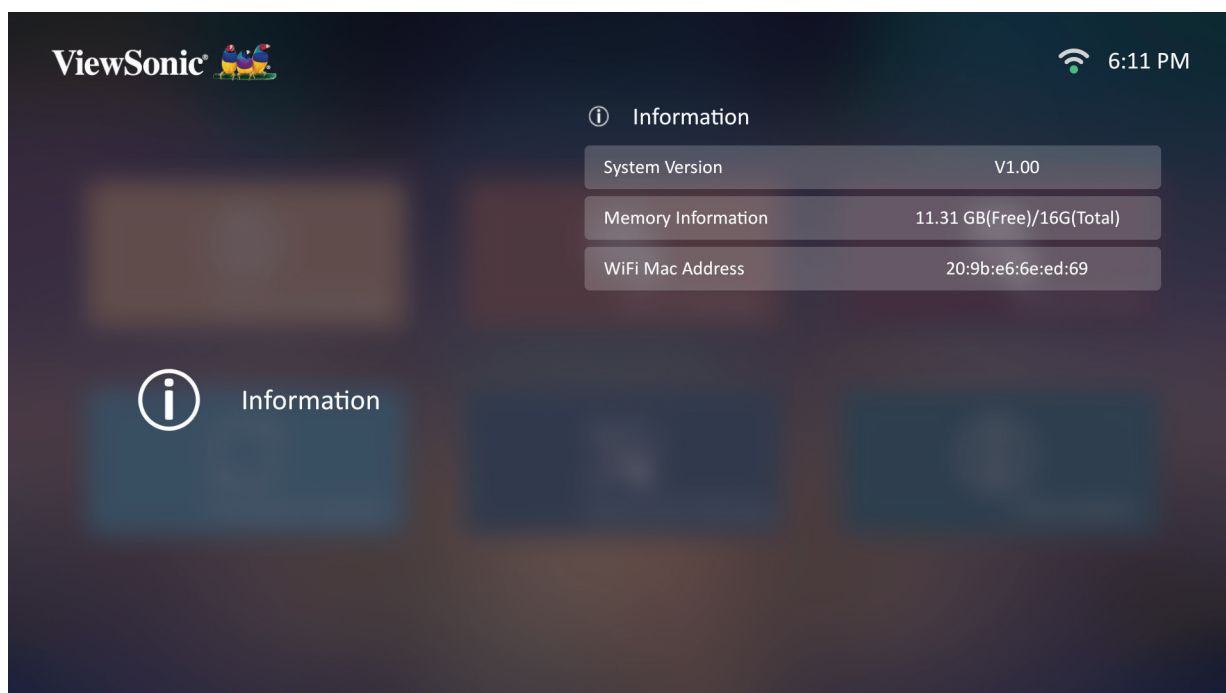 ViewSonic®
6:11 PM
Information
System Version V1.00
Memory Information 11.31 GB(Free)/16G(Total)
WiFi Mac Address 20:9b:e6:6e:ed:69
Information